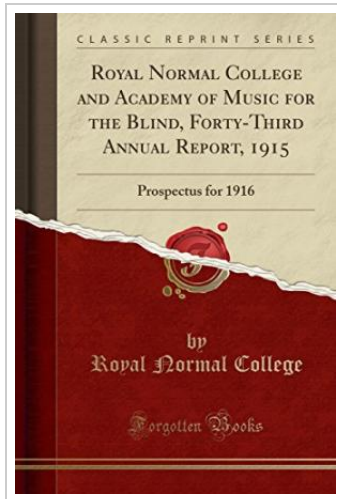 CLASSIC REPRINT SERIES
ROYAL NORMAL COLLEGE
AND ACADEMY OF MUSIC FOR
THE BLIND, FORTY-THIRD
ANNUAL REPORT, 1915
PROSPECTUS FOR 1916
by
Royal Normal College
Forgotten Books